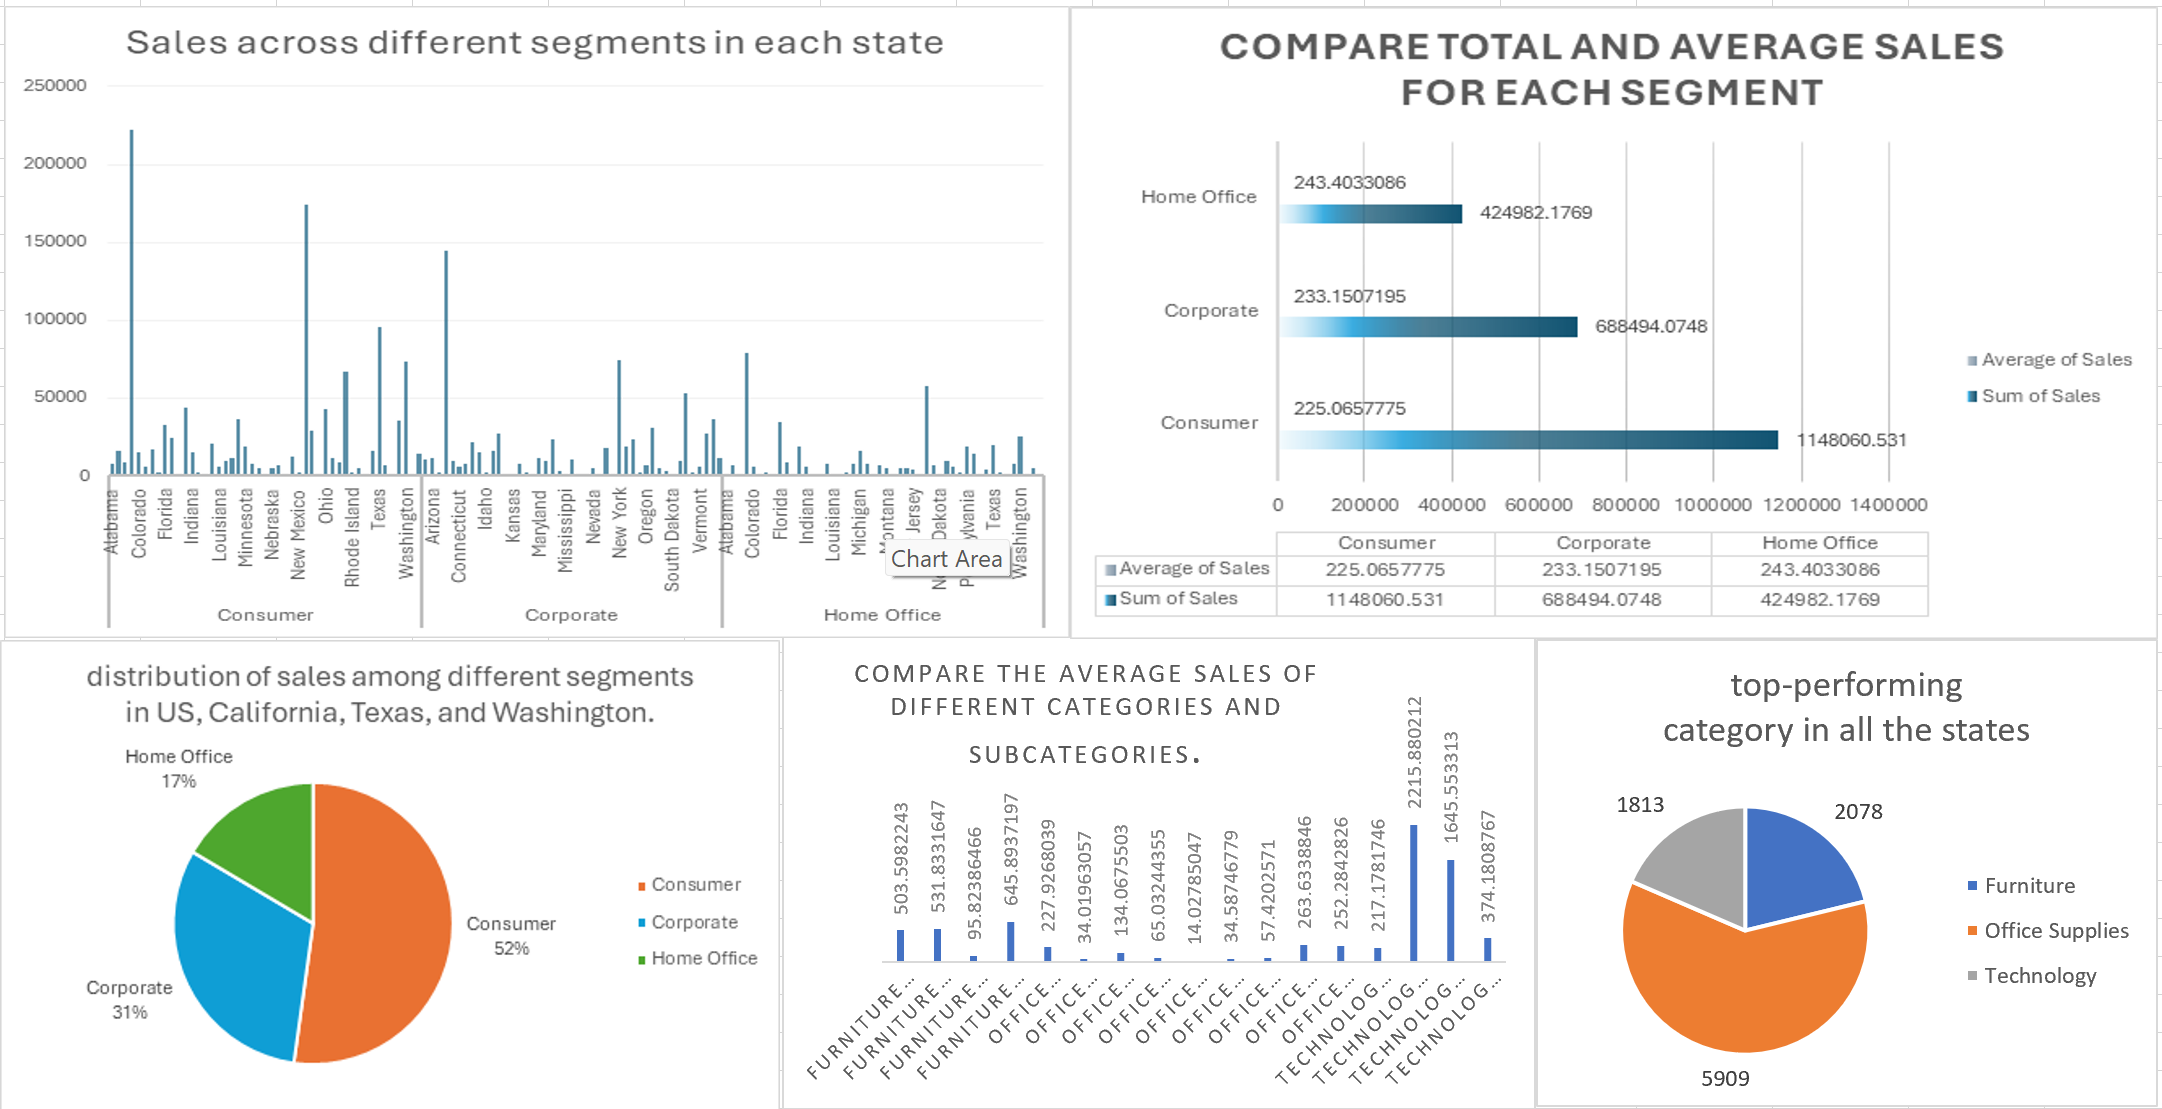 Sales across different segments in each state
250000
200000
150000
100000
50000
0
Alabama
Colorado
Florida
Indiana
Louisiana
Minnesota
Nebraska
New Mexico
Ohio
Rhode Island
Texas
Washington
Arizona
Connecticut
Idaho
Kansas
Maryland
Mississippi
Nevada
New York
Oregon
South Dakota
Vermont
Alabama
Colorado
Florida
Indiana
Louisiana
Michigan
Montana
Jersey
Dakota
Texas
Washington
Chart Area
Consumer
Corporate
Home Office
COMPARE TOTAL AND AVERAGE SALES
FOR EACH SEGMENT
Home Office
243.4033086
424982.1769
Corporate
233.1507195
688494.0748
Consumer
225.0657775
1148060.531
Average of Sales
Sum of Sales
0 200000 400000 600000 800000 1000000 1200000 1400000
Consumer Corporate Home Office
Average of Sales 225.0657775 233.1507195 243.4033086
Sum of Sales 1148060.531 688494.0748 424982.1769
distribution of sales among different segments
in US, California, Texas, and Washington.
Home Office
17%
Consumer
52%
Corporate
31%
Consumer
Corporate
Home Office
COMPARE THE AVERAGE SALES OF
DIFFERENT CATEGORIES AND
SUBCATEGORIES.
503.5982243
531.8331647
95.82386466
645.8937197
227.9268039
34.01963057
134.0675503
65.03244355
14.02785047
34.58746779
57.4202571
263.6338846
252.2842826
217.1781746
2215.880212
1645.553313
374.1808767
FURNITURE...
FURNITURE...
FURNITURE...
FURNITURE...
OFFICE...
OFFICE...
OFFICE...
OFFICE...
OFFICE...
OFFICE...
OFFICE...
OFFICE...
OFFICE...
TECHNOLOG...
TECHNOLOG...
TECHNOLOG...
TECHNOLOG...
top-performing
category in all the states
1813
2078
5909
Furniture
Office Supplies
Technology